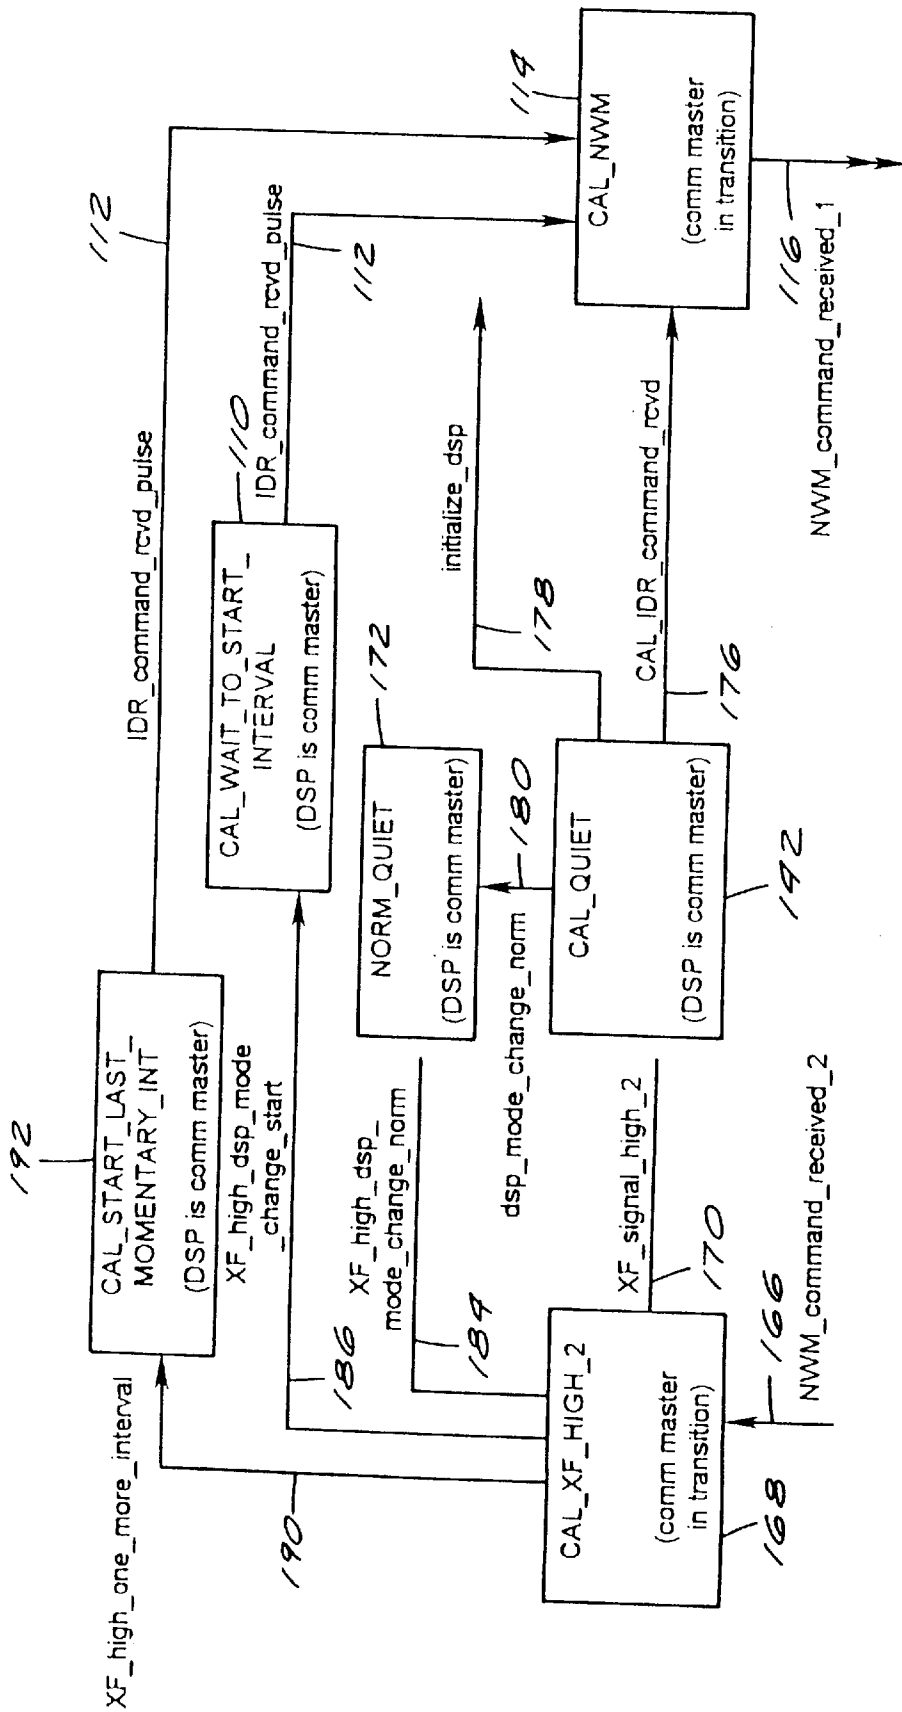 XF_high_one_more_interval
192
CAL_START_LAST_
MOMENTARY_INT
(DSP is comm master)
IDR_command_rcvd_pulse
112
190
186
XF_high_dsp_mode
_change_start
CAL_WAIT_TO_START_
INTERVAL
(DSP is comm master)
110
IDR_command_rcvd_pulse
112
184
XF_high_dsp_
mode_change_norm
NORM_QUIET
(DSP is comm master)
172
dsp_mode_change_norm
180
initialize_dsp
178
CAL_XF_HIGH_2
(comm master
in transition)
168
XF_signal_high_2
170
CAL_QUIET
(DSP is comm master)
142
CAL_IDR_command_rcvd
176
CAL_NWM
(comm master
in transition)
114
166
NWM_command_received_2
116
NWM_command_received_1